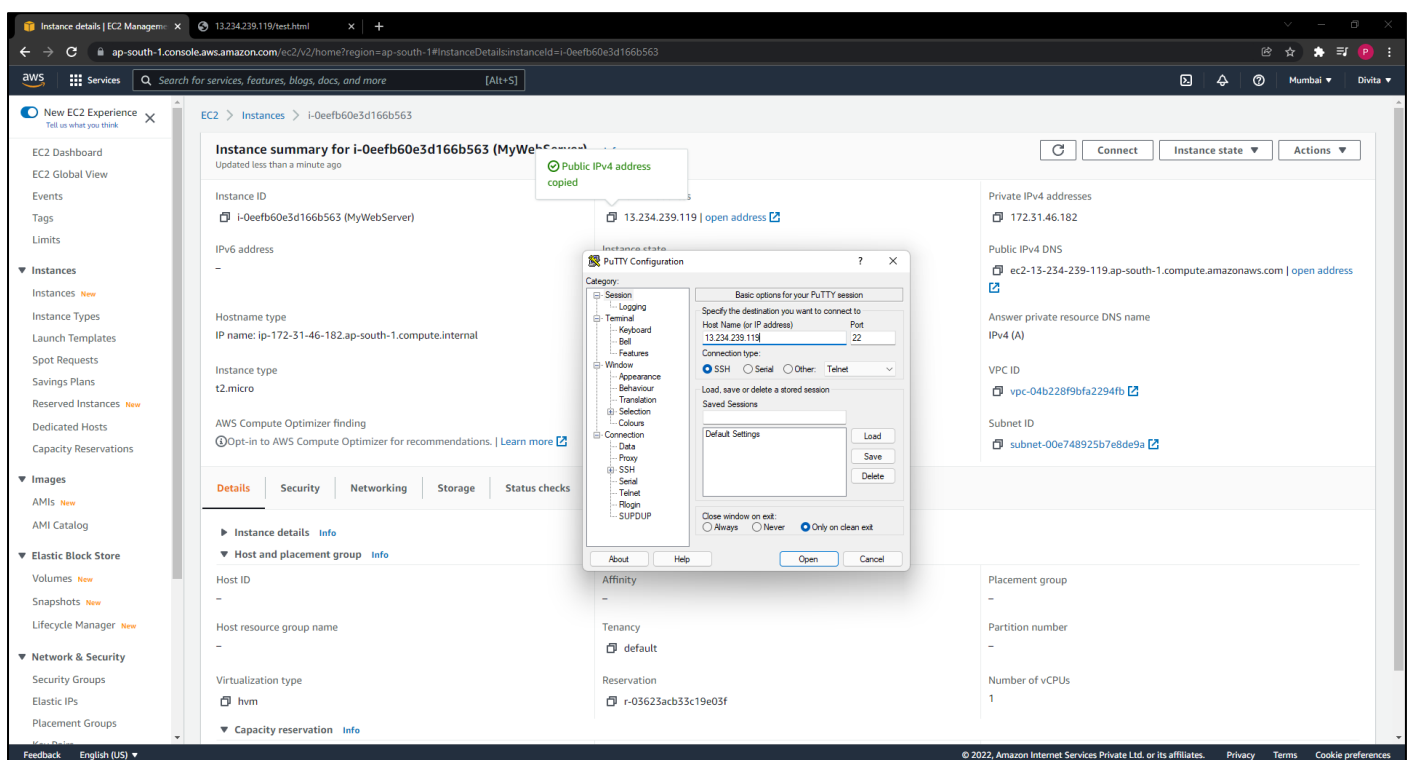 Instance details | EC2 Manageme
13.234.239.119/test.html
ap-south-1.console.aws.amazon.com/ec2/v2/home?region=ap-south-1#InstanceDetails:instanceId=i-0eefb60e3d166b563
P
aws Services Search for services, features, blogs, docs, and more [Alt+S] Mumbai ▼ Divita ▼
New EC2 Experience
Tell us what you think
EC2 Dashboard
EC2 Global View
Events
Tags
Limits
Instances
Instances New
Instance Types
Launch Templates
Spot Requests
Savings Plans
Reserved Instances New
Dedicated Hosts
Capacity Reservations
Images
AMIs New
AMI Catalog
Elastic Block Store
Volumes New
Snapshots New
Lifecycle Manager New
Network & Security
Security Groups
Elastic IPs
Placement Groups
EC2 > Instances > i-0eefb60e3d166b563
Instance summary for i-0eefb60e3d166b563 (MyWebServer)
Updated less than a minute ago
Connect Instance state ▼ Actions ▼
Public IPv4 address
copied
Instance ID
i-0eefb60e3d166b563 (MyWebServer)
13.234.239.119 | open address
Private IPv4 addresses
172.31.46.182
IPv6 address
–
Instance state
Public IPv4 DNS
ec2-13-234-239-119.ap-south-1.compute.amazonaws.com | open address
Hostname type
IP name: ip-172-31-46-182.ap-south-1.compute.internal
Answer private resource DNS name
IPv4 (A)
Instance type
t2.micro
VPC ID
vpc-04b228f9bfa2294fb
AWS Compute Optimizer finding
Opt-in to AWS Compute Optimizer for recommendations. | Learn more
Subnet ID
subnet-00e748925b7e8de9a
PuTTY Configuration ? ×
Category:
Session
Logging
Terminal
Keyboard
Bell
Features
Window
Appearance
Behaviour
Translation
Selection
Colours
Connection
Data
Proxy
SSH
Serial
Telnet
Rlogin
SUPDUP
Basic options for your PuTTY session
Specify the destination you want to connect to
Host Name (or IP address) Port
13.234.239.119 22
Connection type:
SSH Serial Other: Telnet
Load, save or delete a stored session
Saved Sessions
Default Settings
Load
Save
Delete
Close window on exit:
Always Never Only on clean exit
About Help Open Cancel
Details Security Networking Storage Status checks
Instance details Info
Host and placement group Info
Host ID
–
Affinity
–
Placement group
–
Host resource group name
–
Tenancy
default
Partition number
–
Virtualization type
hvm
Reservation
r-03623acb33c19e03f
Number of vCPUs
1
Capacity reservation Info
Feedback English (US) ▼ © 2022, Amazon Internet Services Private Ltd. or its affiliates. Privacy Terms Cookie preferences